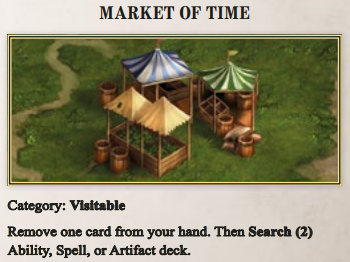 MARKET OF TIME
Category: Visitable
Remove one card from your hand. Then Search (2)
Ability, Spell, or Artifact deck.